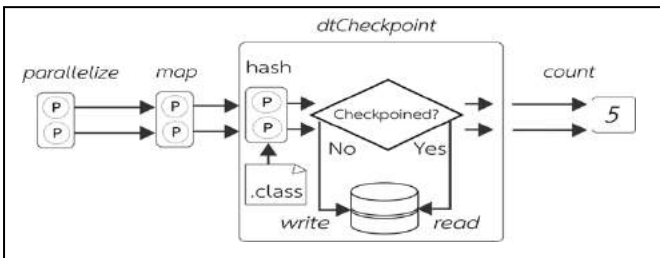 dtCheckpoint
parallelize
map
hash
count
P
P
P
P
P
P
Checkpoined?
5
No
Yes
.class
write
read